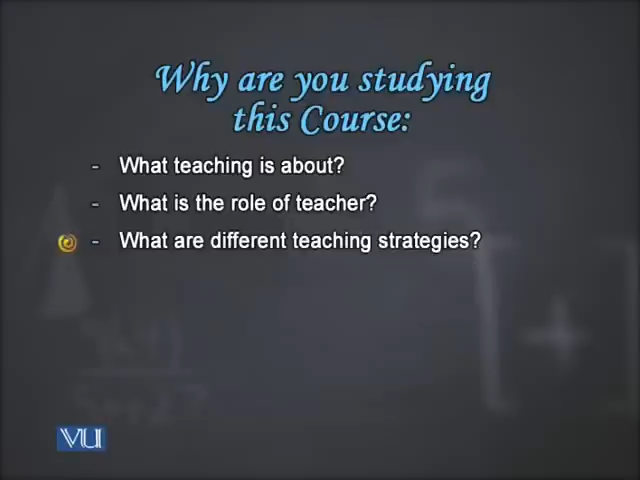 Why are you studying
this Course:
- What teaching is about?
- What is the role of teacher?
- What are different teaching strategies?
VU